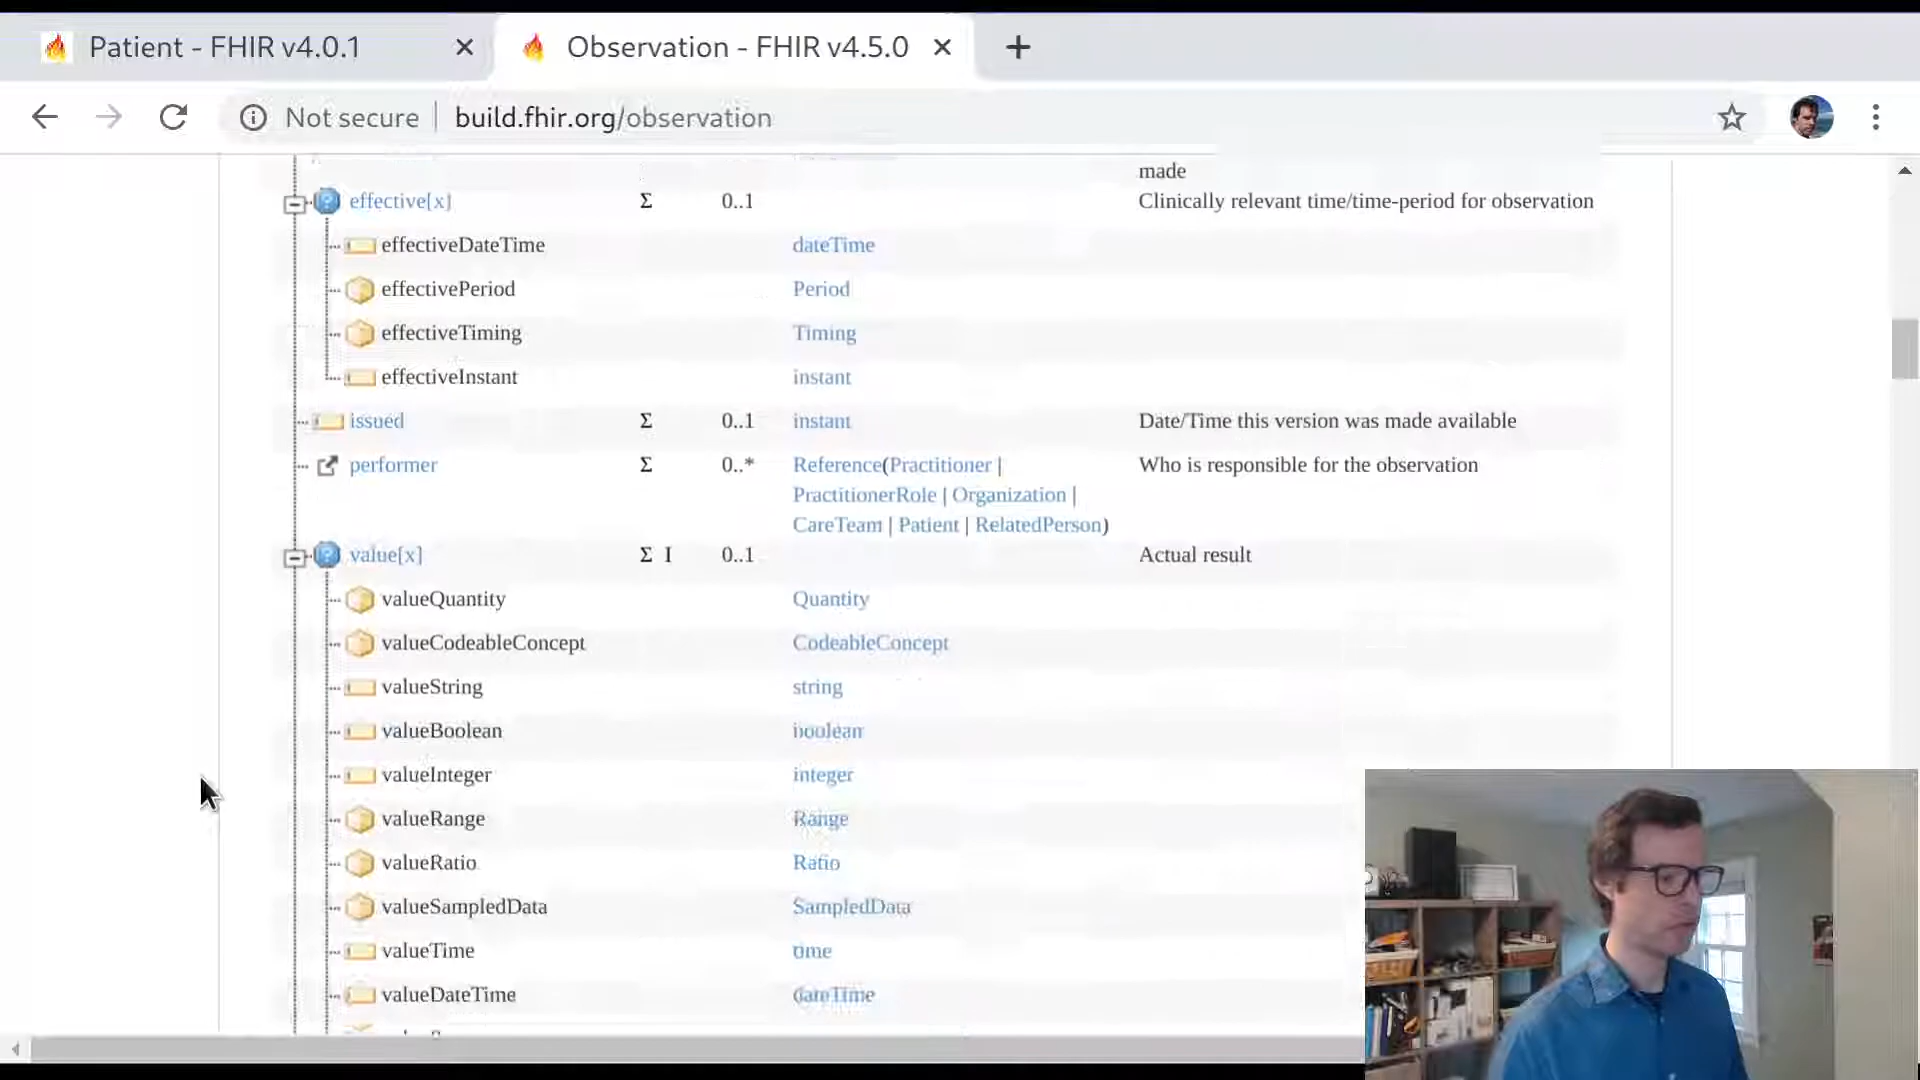 Patient - FHIR v4.0.1
Observation - FHIR v4.5.0
Not secure
build.fhir.org/observation
made
effective[x] Σ 0..1 Clinically relevant time/time-period for observation
effectiveDateTime dateTime
effectivePeriod Period
effectiveTiming Timing
effectiveInstant instant
issued Σ 0..1 instant Date/Time this version was made available
performer Σ 0..* Reference(Practitioner | Who is responsible for the observation
PractitionerRole | Organization |
CareTeam | Patient | RelatedPerson)
value[x] Σ I 0..1 Actual result
valueQuantity Quantity
valueCodeableConcept CodeableConcept
valueString string
valueBoolean boolean
valueInteger integer
valueRange Range
valueRatio Ratio
valueSampledData SampledData
valueTime time
valueDateTime dateTime